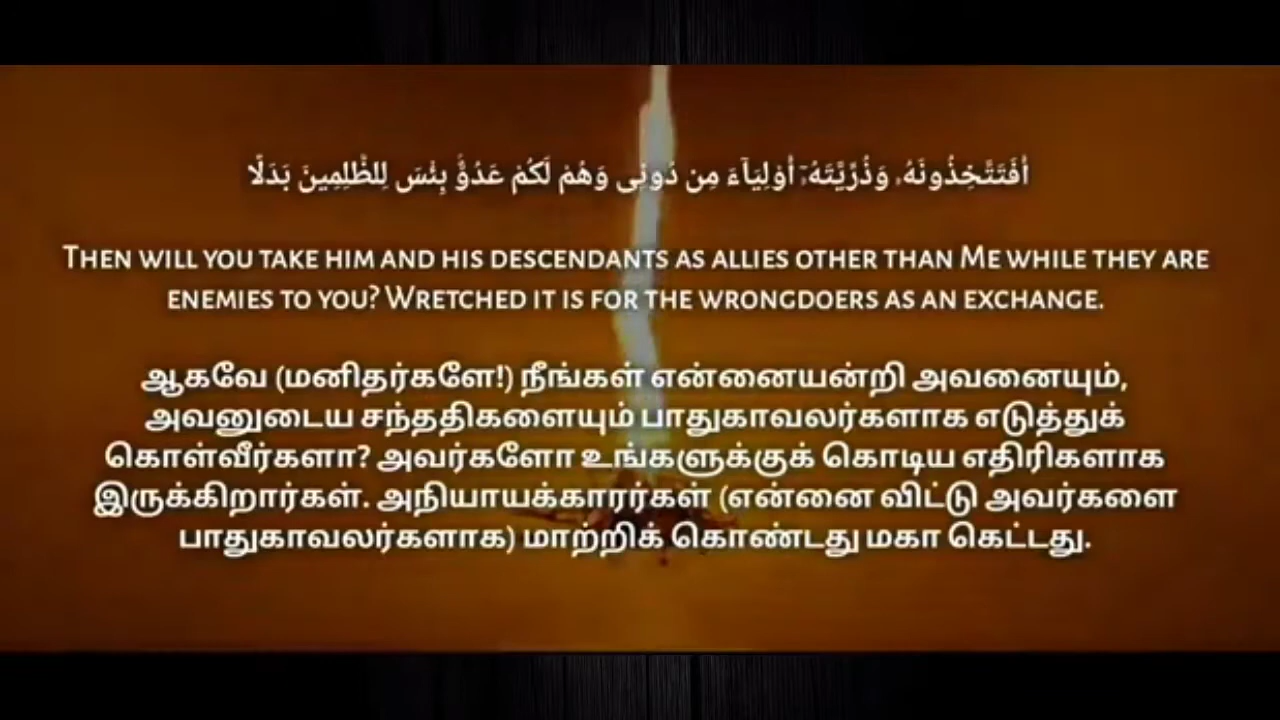 أَفَتَتَّخِذُونَهُۥ وَذُرِّيَّتَهُۥٓ أَوْلِيَآءَ مِن دُونِى وَهُمْ لَكُمْ عَدُوٌّۢ بِئْسَ لِلظَّٰلِمِينَ بَدَلًا
Then will you take him and his descendants as allies other than Me while they are
enemies to you? Wretched it is for the wrongdoers as an exchange.
ஆகவே (மனிதர்களே!) நீங்கள் என்னையன்றி அவனையும்,
அவனுடைய சந்ததிகளையும் பாதுகாவலர்களாக எடுத்துக்
கொள்வீர்களா? அவர்களோ உங்களுக்குக் கொடிய எதிரிகளாக
இருக்கிறார்கள். அநியாயக்காரர்கள் (என்னை விட்டு அவர்களை
பாதுகாவலர்களாக) மாற்றிக் கொண்டது மகா கெட்டது.